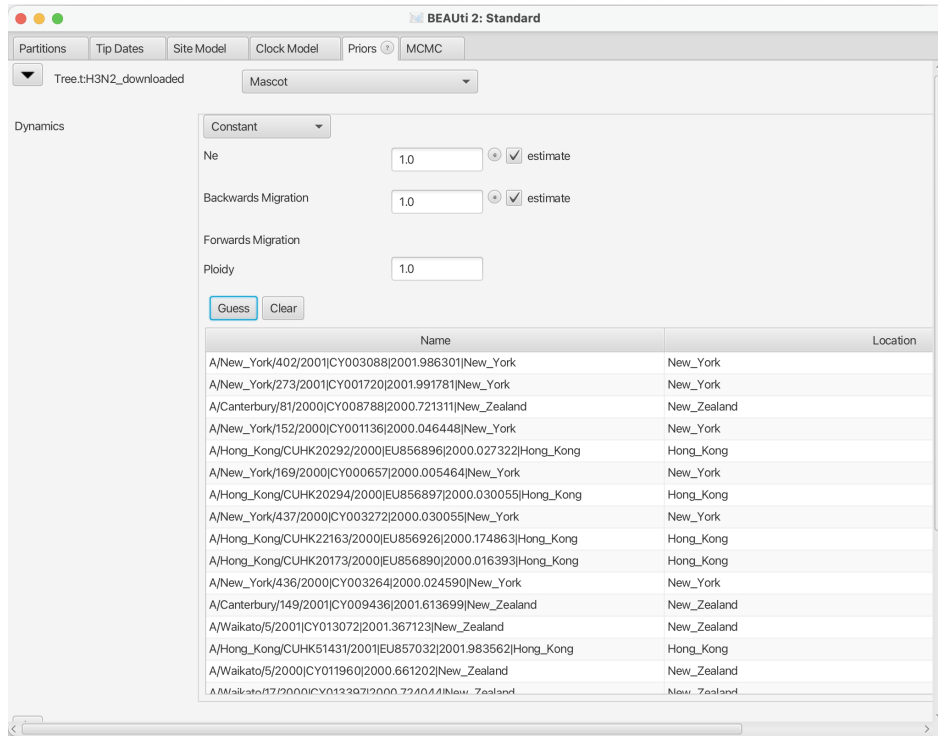 BEAUti 2: Standard
Partitions Tip Dates Site Model Clock Model Priors ? MCMC
Tree.t:H3N2_downloaded Mascot
Dynamics Constant
Ne 1.0 estimate
Backwards Migration 1.0 estimate
Forwards Migration
Ploidy 1.0
Guess Clear
Name Location
A/New_York/402/2001|CY003088|2001.986301|New_York New_York
A/New_York/273/2001|CY001720|2001.991781|New_York New_York
A/Canterbury/81/2000|CY008788|2000.721311|New_Zealand New_Zealand
A/New_York/152/2000|CY001136|2000.046448|New_York New_York
A/Hong_Kong/CUHK20292/2000|EU856896|2000.027322|Hong_Kong Hong_Kong
A/New_York/169/2000|CY000657|2000.005464|New_York New_York
A/Hong_Kong/CUHK20294/2000|EU856897|2000.030055|Hong_Kong Hong_Kong
A/New_York/437/2000|CY003272|2000.030055|New_York New_York
A/Hong_Kong/CUHK22163/2000|EU856926|2000.174863|Hong_Kong Hong_Kong
A/Hong_Kong/CUHK20173/2000|EU856890|2000.016393|Hong_Kong Hong_Kong
A/New_York/436/2000|CY003264|2000.024590|New_York New_York
A/Canterbury/149/2001|CY009436|2001.613699|New_Zealand New_Zealand
A/Waikato/5/2001|CY013072|2001.367123|New_Zealand New_Zealand
A/Hong_Kong/CUHK51431/2001|EU857032|2001.983562|Hong_Kong Hong_Kong
A/Waikato/5/2000|CY011960|2000.661202|New_Zealand New_Zealand
A/Waikato/17/2000|CY013397|2000.724044|New_Zealand New_Zealand